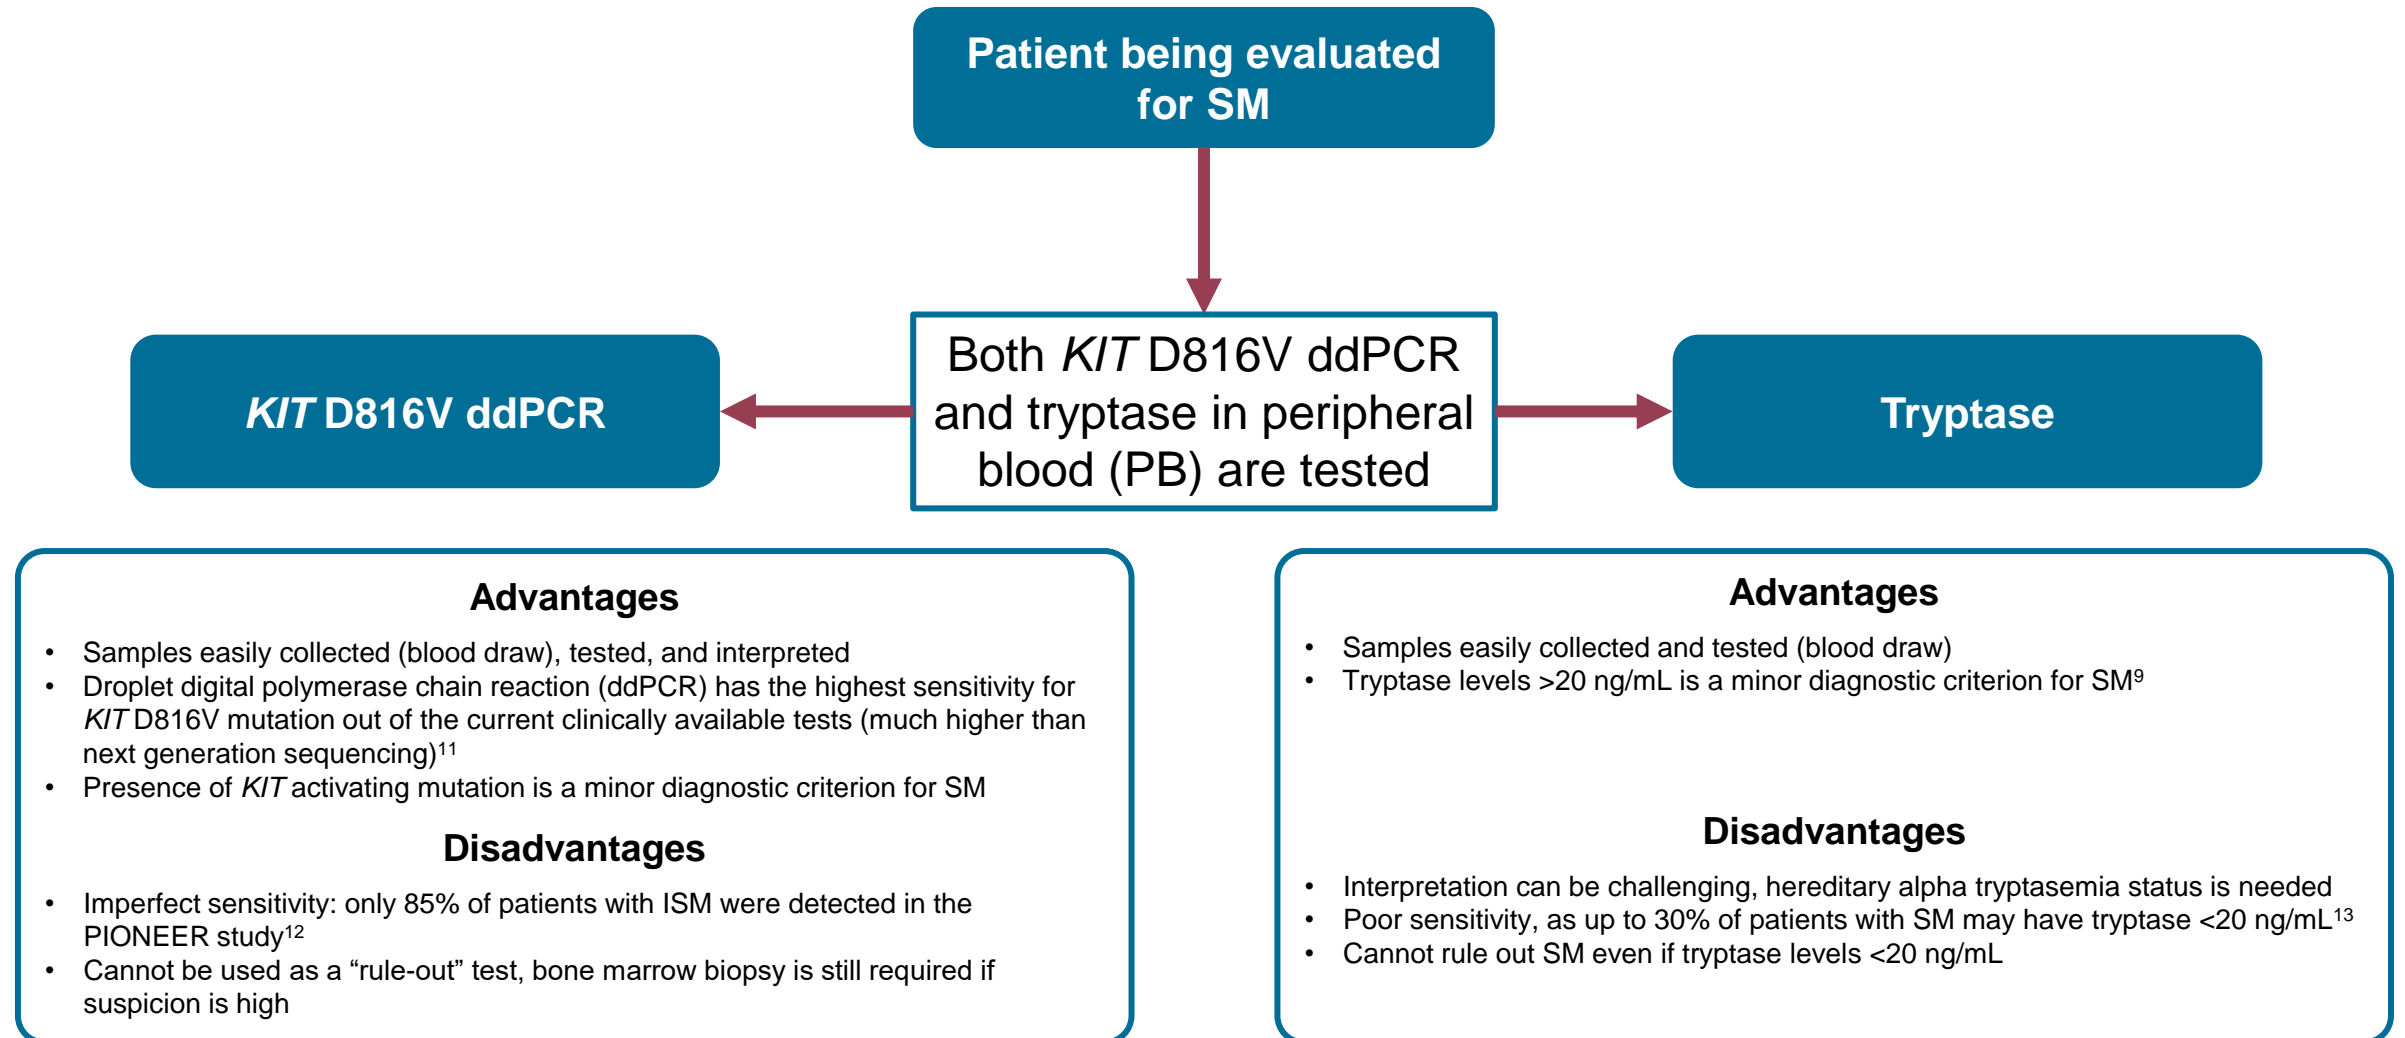 Patient being evaluated
for SM
KIT D816V ddPCR
Both KIT D816V ddPCR
and tryptase in peripheral
blood (PB) are tested
Tryptase
Advantages
• Samples easily collected (blood draw), tested, and interpreted
• Droplet digital polymerase chain reaction (ddPCR) has the highest sensitivity for
KIT D816V mutation out of the current clinically available tests (much higher than
next generation sequencing)¹¹
• Presence of KIT activating mutation is a minor diagnostic criterion for SM
Disadvantages
• Imperfect sensitivity: only 85% of patients with ISM were detected in the
PIONEER study¹²
• Cannot be used as a “rule-out” test, bone marrow biopsy is still required if
suspicion is high
Advantages
• Samples easily collected and tested (blood draw)
• Tryptase levels >20 ng/mL is a minor diagnostic criterion for SM⁹
Disadvantages
• Interpretation can be challenging, hereditary alpha tryptasemia status is needed
• Poor sensitivity, as up to 30% of patients with SM may have tryptase <20 ng/mL¹³
• Cannot rule out SM even if tryptase levels <20 ng/mL